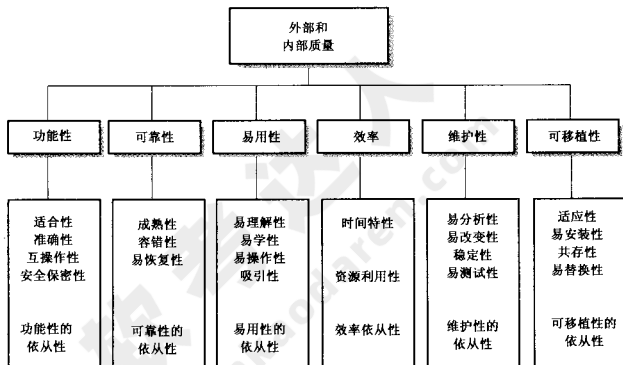 外部和
内部质量
功能性
可靠性
易用性
效率
维护性
可移植性
适合性
准确性
互操作性
安全保密性
功能性的
依从性
成熟性
容错性
易恢复性
可靠性的
依从性
易理解性
易学性
易操作性
吸引性
易用性的
依从性
时间特性
资源利用性
效率依从性
易分析性
易改变性
稳定性
易测试性
维护性的
依从性
适应性
易安装性
共存性
易替换性
可移植性的
依从性
软考达人